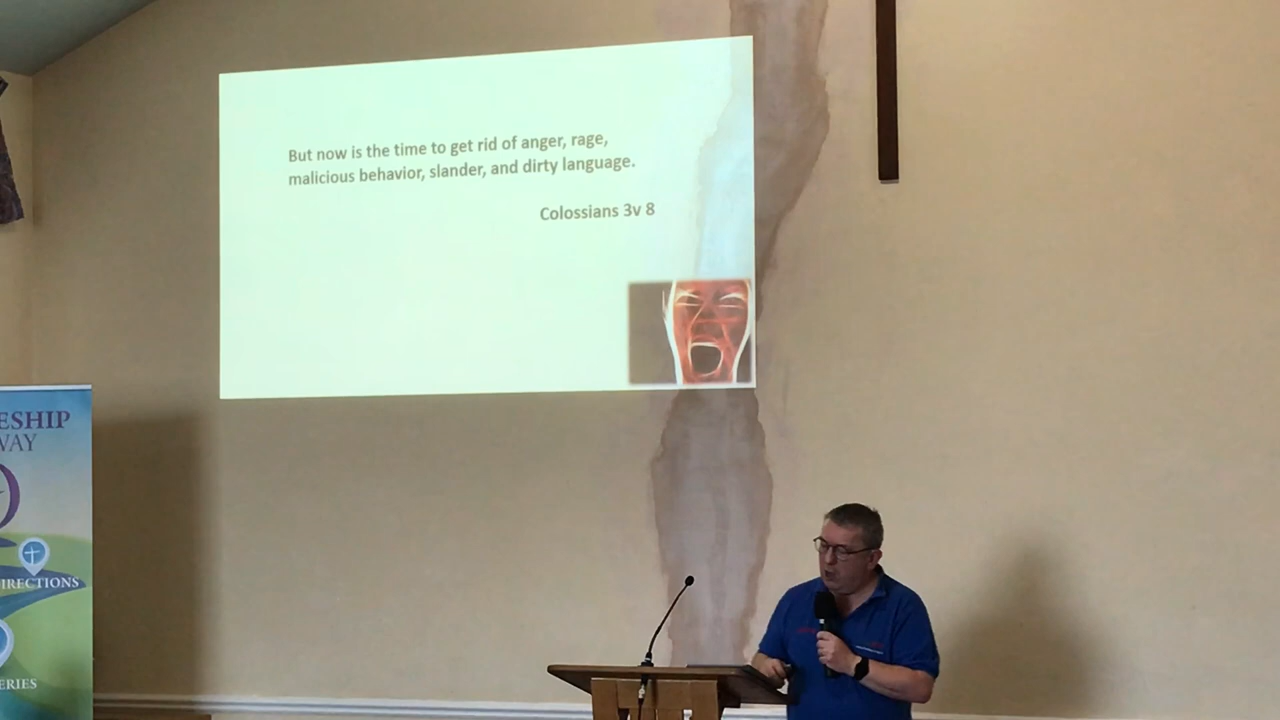 But now is the time to get rid of anger, rage,
malicious behavior, slander, and dirty language.
Colossians 3v 8
ESHIP
WAY
IRECTIONS
ERIES